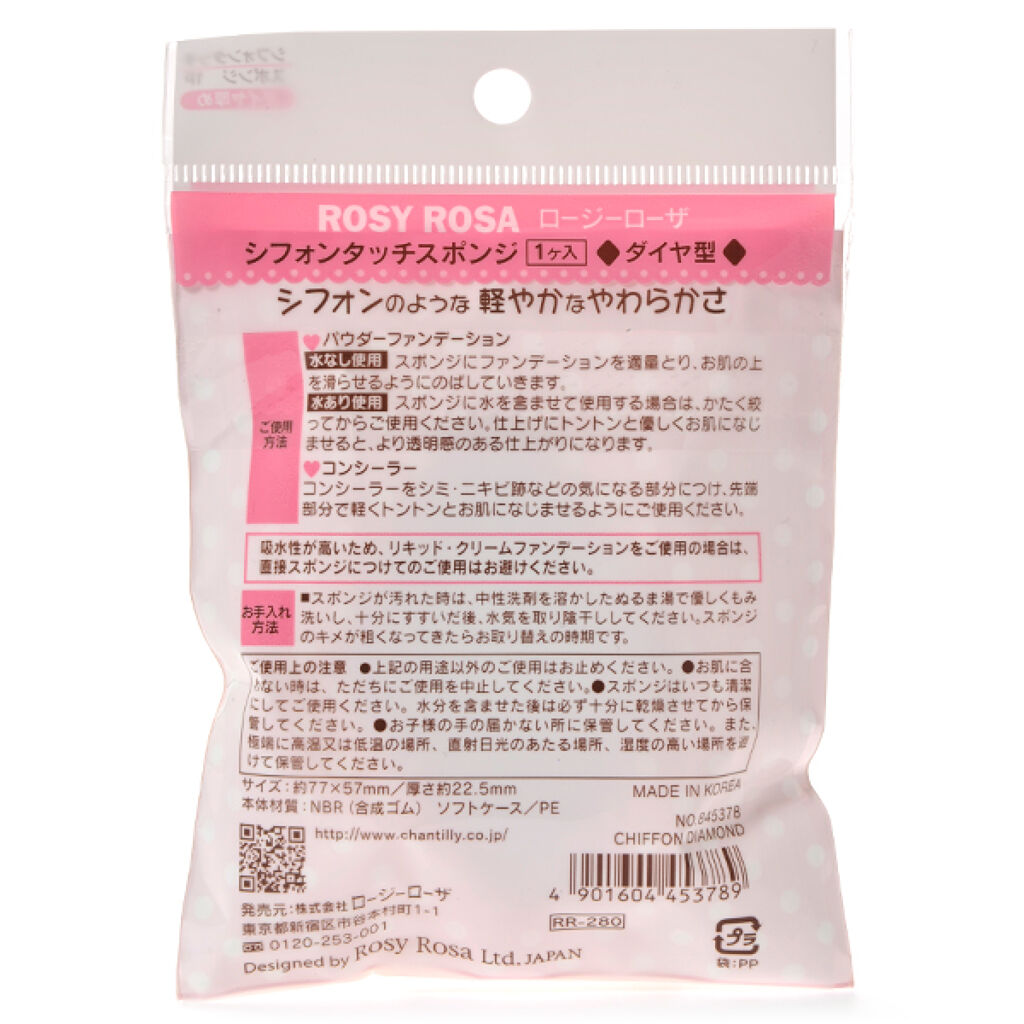 シフォンタッチ
スポンジ 1P
ダイヤ厚め
ROSY ROSA ロージーローザ
シフォンタッチスポンジ 1ヶ入 ◆ダイヤ型◆
シフォンのような軽やかなやわらかさ
ご使用
方法
♥パウダーファンデーション
水なし使用 スポンジにファンデーションを適量とり、お肌の上
を滑らせるようにのばしていきます。
水あり使用 スポンジに水を含ませて使用する場合は、かたく絞
ってからご使用ください。仕上げにトントンと優しくお肌になじ
ませると、より透明感のある仕上がりになります。
♥コンシーラー
コンシーラーをシミ・ニキビ跡などの気になる部分につけ、先端
部分で軽くトントンとお肌になじませるようにご使用ください。
吸水性が高いため、リキッド・クリームファンデーションをご使用の場合は、
直接スポンジにつけてのご使用はお避けください。
お手入れ
方法
■スポンジが汚れた時は、中性洗剤を溶かしたぬるま湯で優しくもみ
洗いし、十分にすすいだ後、水気を取り陰干ししてください。スポンジ
のキメが粗くなってきたらお取り替えの時期です。
ご使用上の注意 ●上記の用途以外のご使用はお止めください。●お肌に合
わない時は、ただちにご使用を中止してください。●スポンジはいつも清潔
にしてご使用ください。水分を含ませた後は必ず十分に乾燥させてから保
管してください。●お子様の手の届かない所に保管してください。また、
極端に高温又は低温の場所、直射日光のあたる場所、湿度の高い場所を避
けて保管してください。
サイズ：約77×57mm／厚さ約22.5mm
本体材質：NBR（合成ゴム） ソフトケース／PE
MADE IN KOREA
NO.845378
CHIFFON DIAMOND
http://www.chantilly.co.jp/
4 901604 453789
発売元：株式会社 ロージーローザ
東京都新宿区市谷本村町1-1
0120-253-001
RR-280
Designed by Rosy Rosa Ltd. JAPAN
プラ
袋：PP